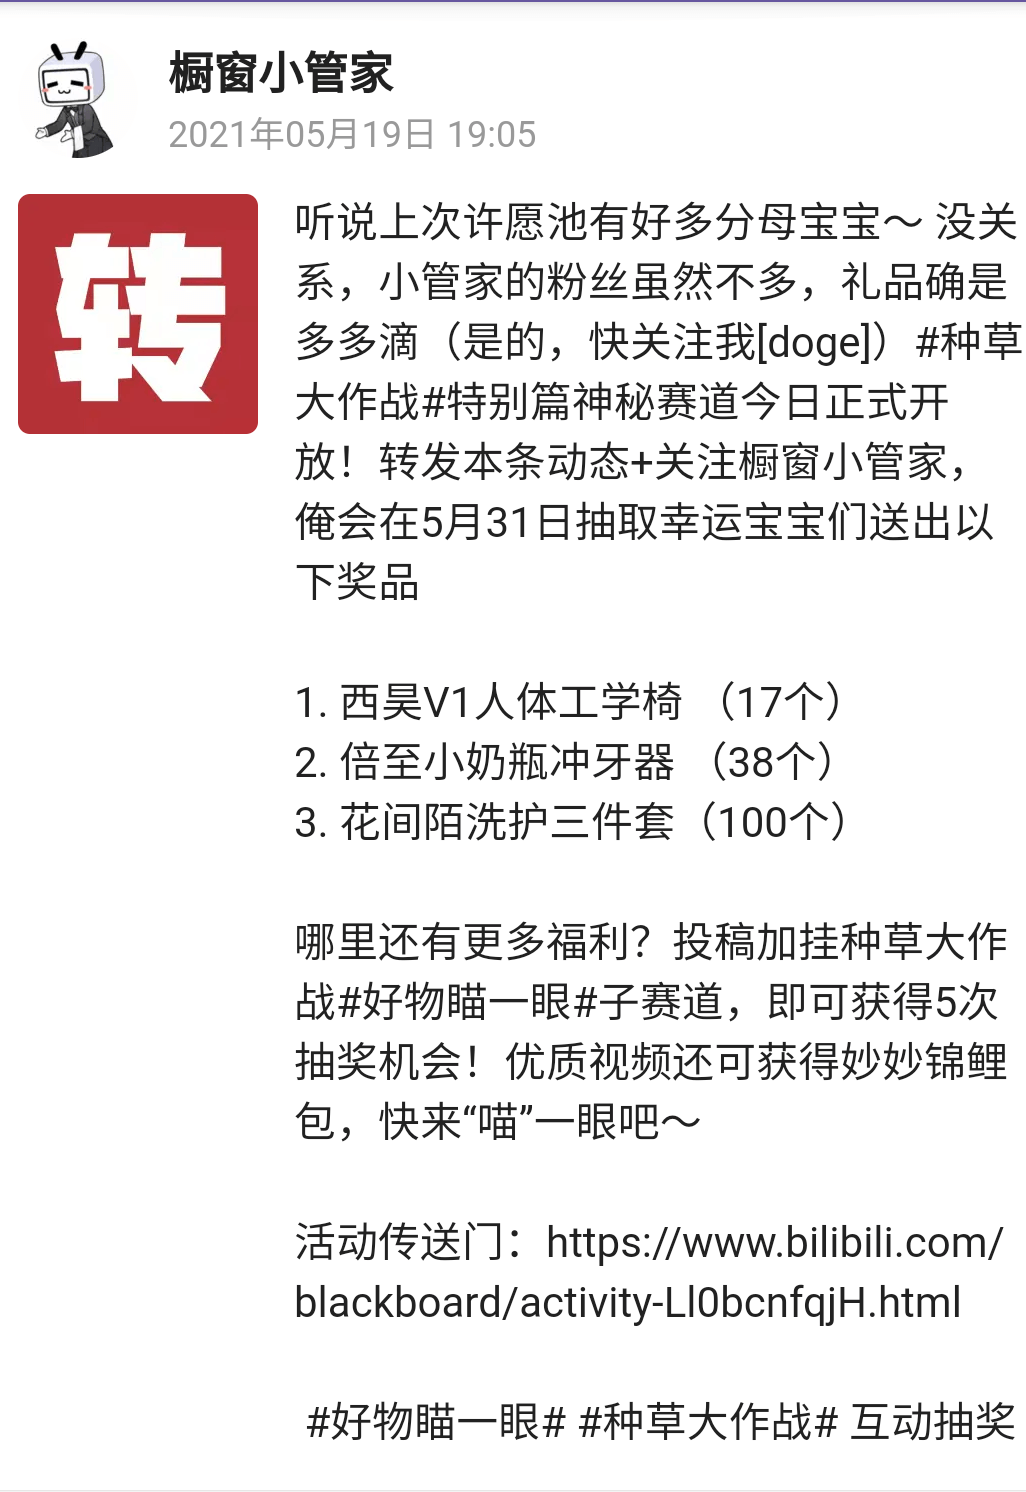 橱窗小管家
2021年05月19日 19:05
转
听说上次许愿池有好多分母宝宝～ 没关
系，小管家的粉丝虽然不多，礼品确是
多多滴（是的，快关注我[doge]）#种草
大作战#特别篇神秘赛道今日正式开
放！转发本条动态+关注橱窗小管家，
俺会在5月31日抽取幸运宝宝们送出以
下奖品
1. 西昊V1人体工学椅 （17个）
2. 倍至小奶瓶冲牙器 （38个）
3. 花间陌洗护三件套（100个）
哪里还有更多福利？投稿加挂种草大作
战#好物瞄一眼#子赛道，即可获得5次
抽奖机会！优质视频还可获得妙妙锦鲤
包，快来“喵”一眼吧～
活动传送门：https://www.bilibili.com/
blackboard/activity-Ll0bcnfqjH.html
#好物瞄一眼# #种草大作战# 互动抽奖